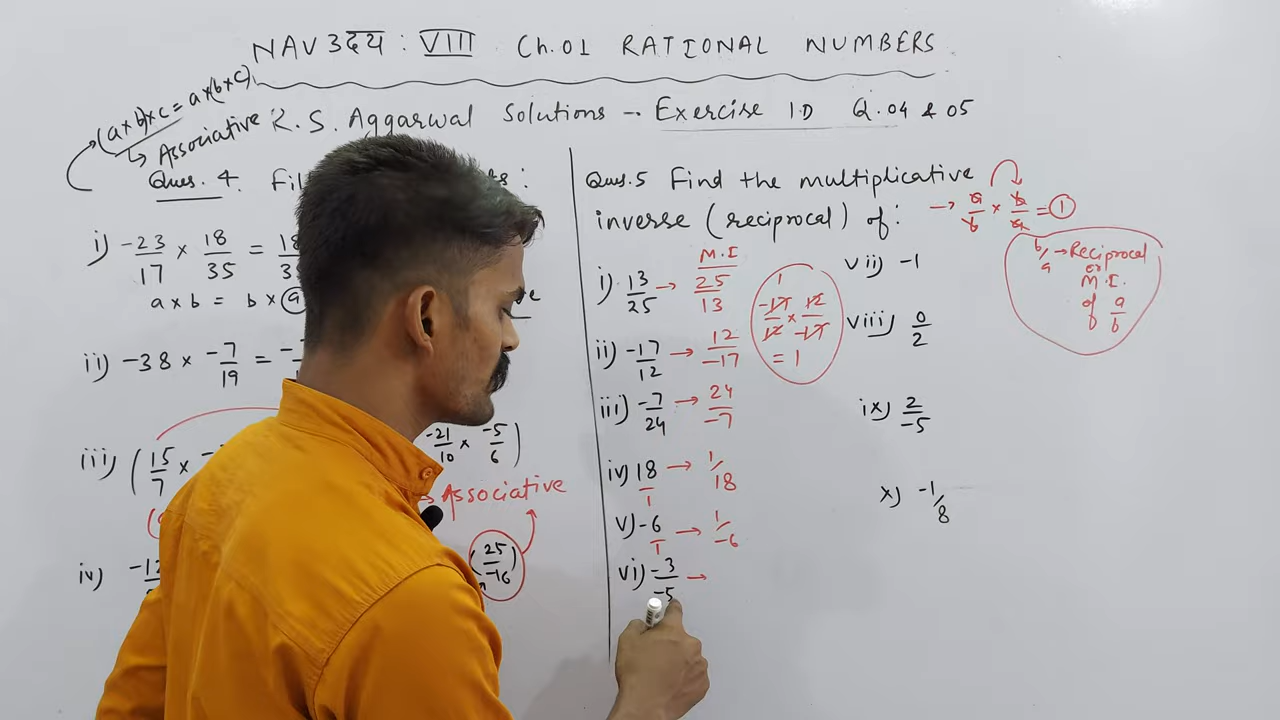 NAV उदय : VIII Ch.01 RATIONAL NUMBERS
(a×b)×c = a×(b×c)
↳ Associative
R.S. Aggarwal Solutions -- Exercise 1.D Q.04 & 05
Ques. 4. Fil
i) -23/17 × 18/35 = 18
a×b = b×a
ii) -38 × -7/19 =
iii) (15/7 ×
-21/10 × -5/6)
→ Associative
iv) -12
(25/-16)
Ques.5 Find the multiplicative
inverse (reciprocal) of :
→ a/b × b/a = 1
b/a → Reciprocal
or
M.I.
of a/b
M.I
i) 13/25 → 25/13
ii) -17/12 → 12/-17
1
-17/12 × 12/-17
= 1
iii) -7/24 → 24/-7
iv) 18/1 → 1/18
v) -6/1 → 1/-6
vi) -3/-5 →
vii) -1
viii) 0/2
ix) 2/-5
x) -1/8